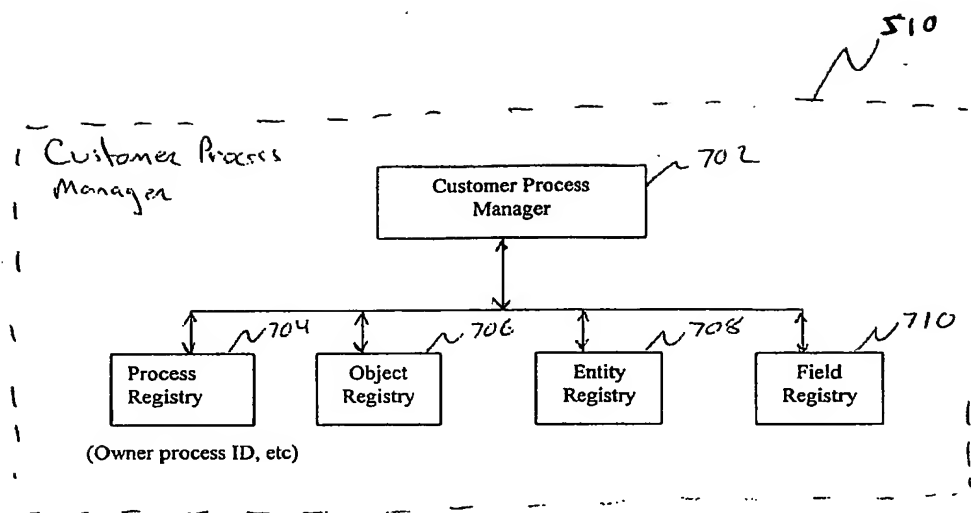 510
Customer Process
Manager
Customer Process
Manager
702
704
706
708
710
Process
Registry
Object
Registry
Entity
Registry
Field
Registry
(Owner process ID, etc)